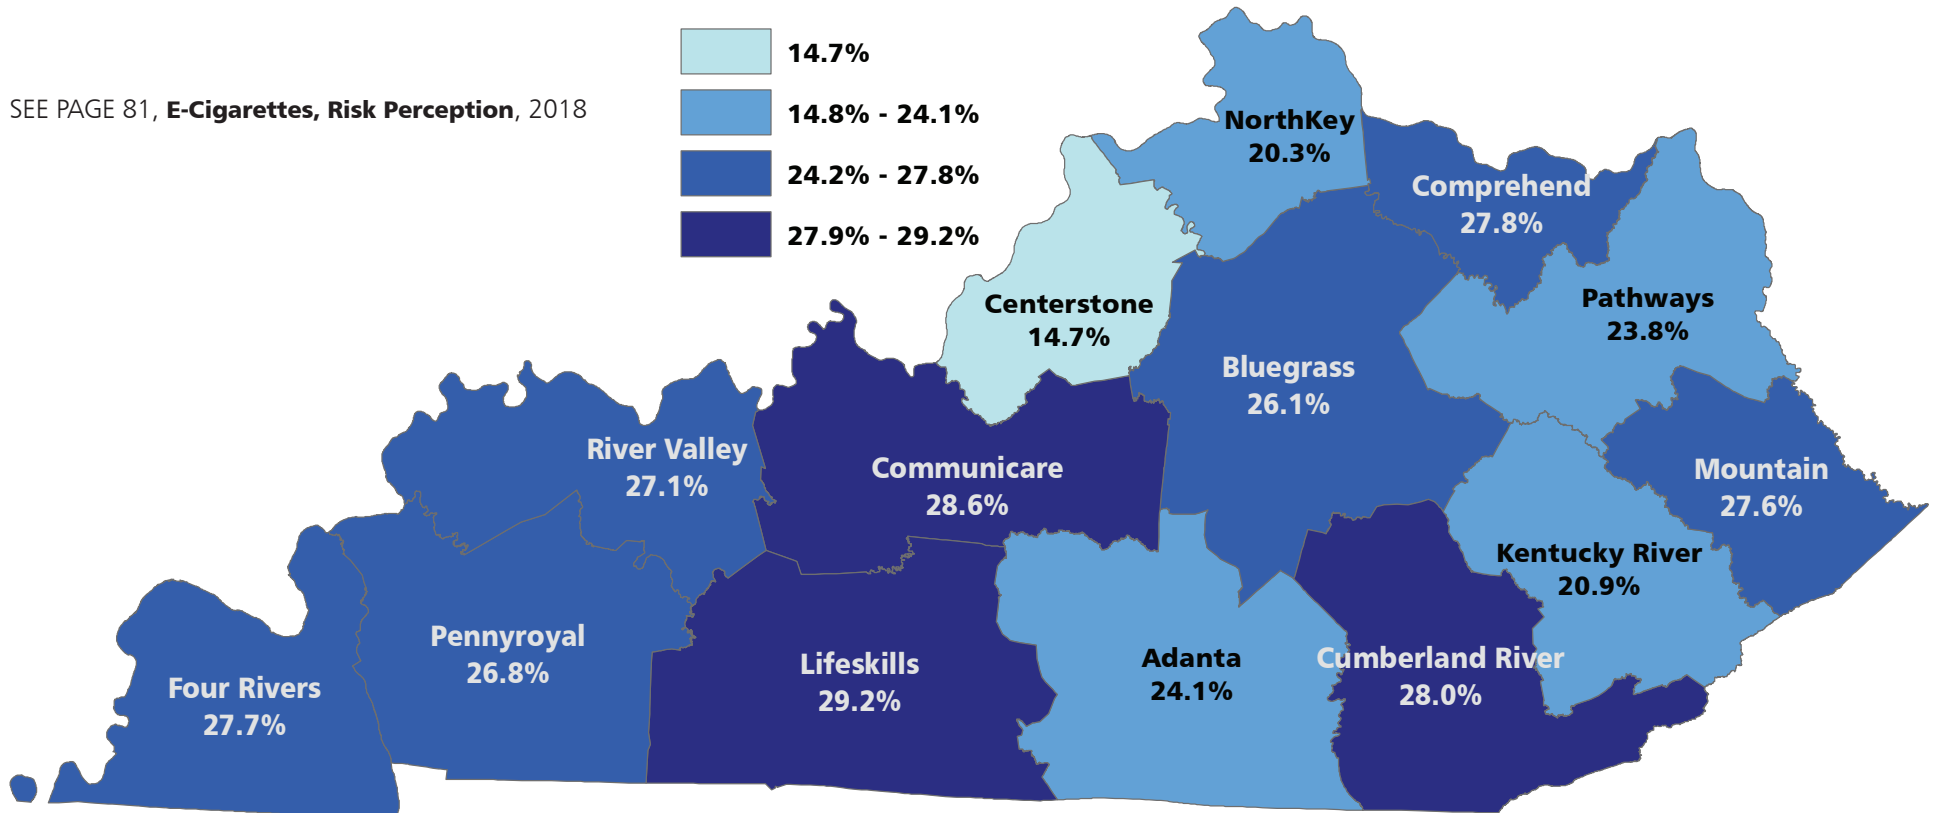 SEE PAGE 81, E-Cigarettes, Risk Perception, 2018
14.7%
14.8% - 24.1%
24.2% - 27.8%
27.9% - 29.2%
NorthKey
20.3%
Comprehend
27.8%
Centerstone
14.7%
Pathways
23.8%
Bluegrass
26.1%
River Valley
27.1%
Communicare
28.6%
Mountain
27.6%
Kentucky River
20.9%
Pennyroyal
26.8%
Four Rivers
27.7%
Lifeskills
29.2%
Adanta
24.1%
Cumberland River
28.0%